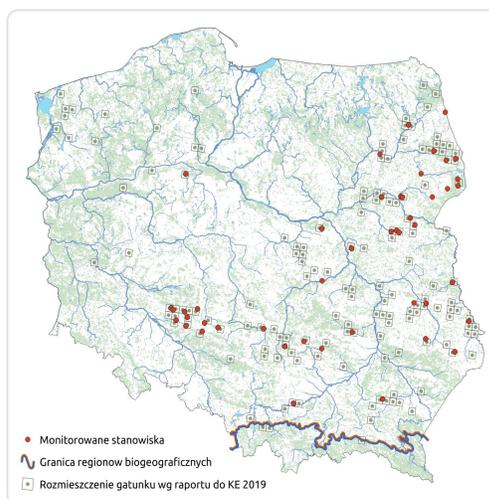 Monitorowane stanowiska
Granica regionow biogeograficznych
Rozmieszczenie gatunku wg raportu do KE 2019